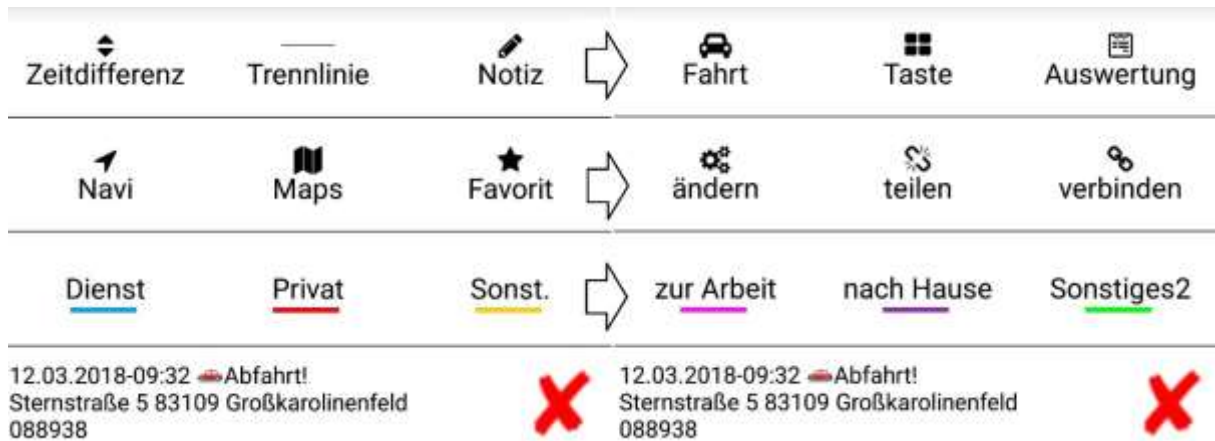 Zeitdifferenz Trennlinie Notiz Fahrt Taste Auswertung
Navi Maps Favorit ändern teilen verbinden
Dienst Privat Sonst. zur Arbeit nach Hause Sonstiges2
12.03.2018-09:32 🚗Abfahrt!
Sternstraße 5 83109 Großkarolinenfeld
088938
12.03.2018-09:32 🚗Abfahrt!
Sternstraße 5 83109 Großkarolinenfeld
088938